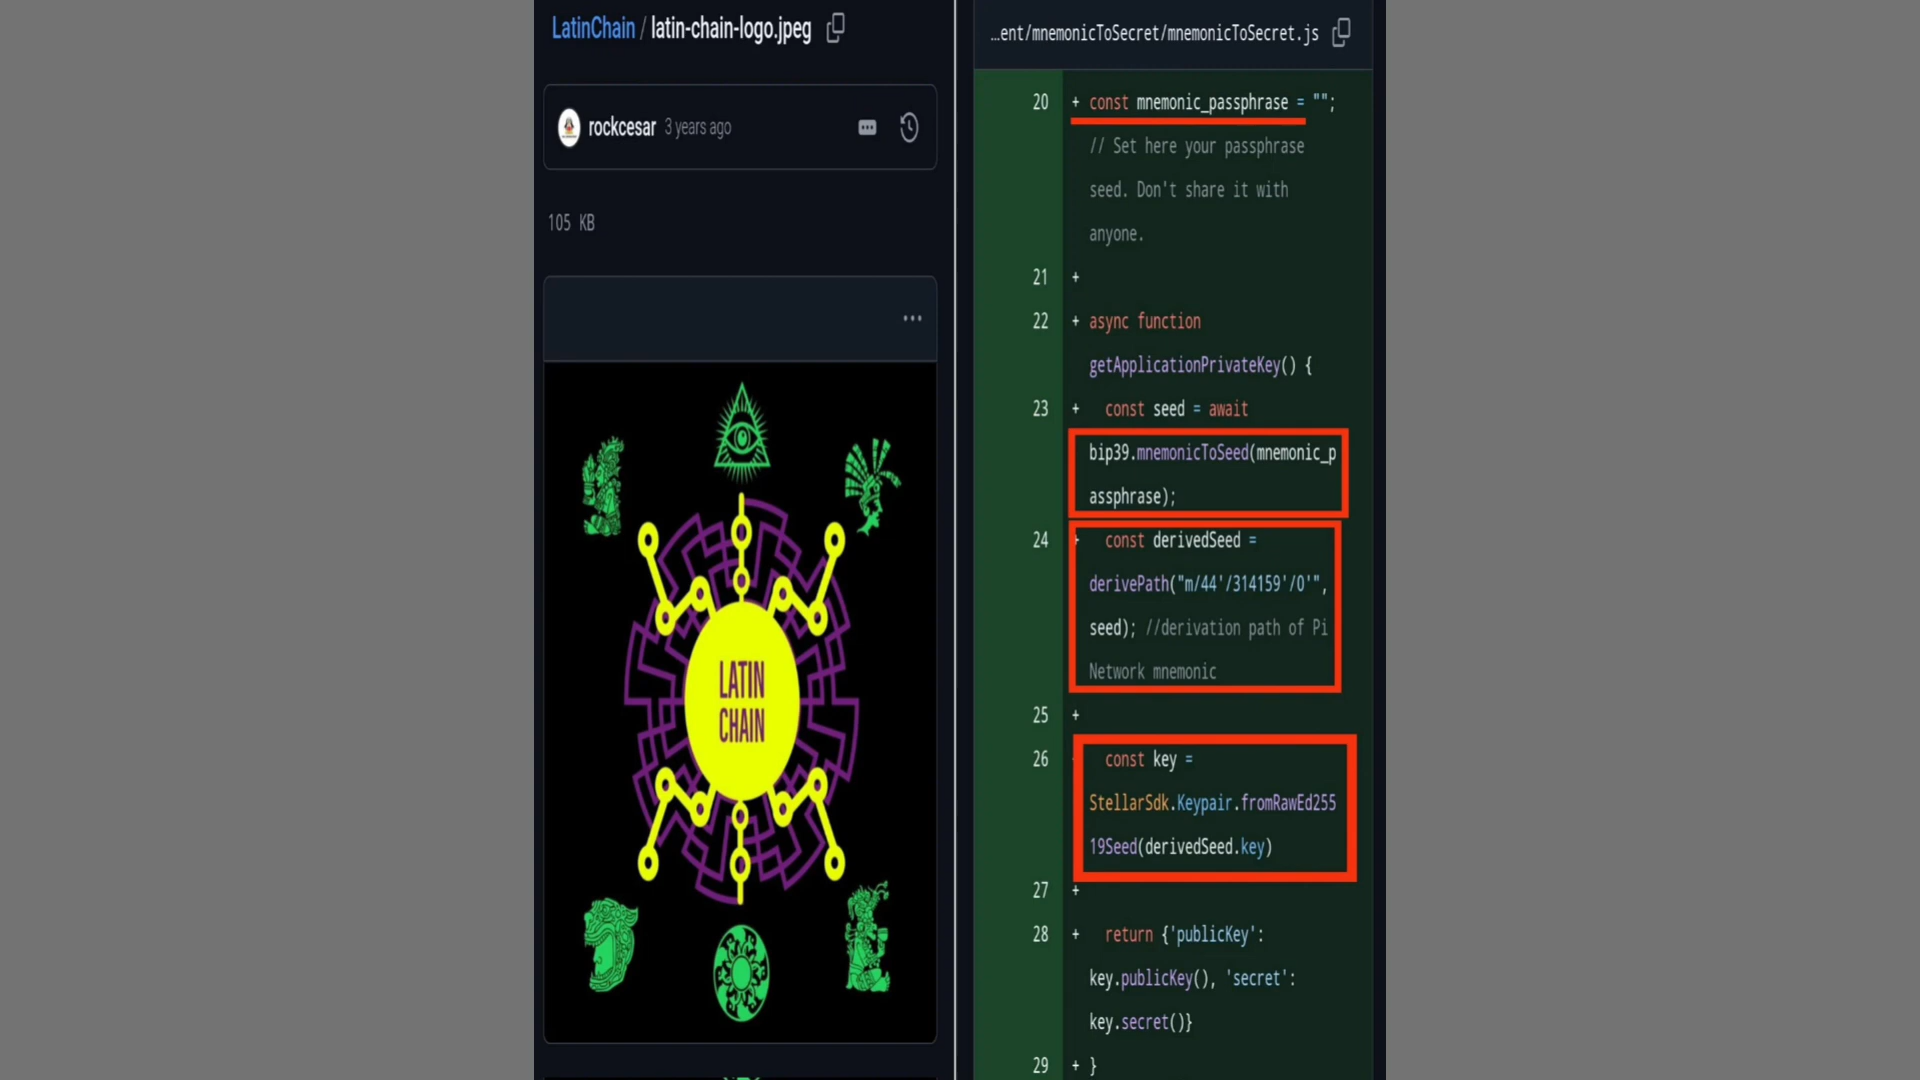 LatinChain / latin-chain-logo.jpeg
rockcesar 3 years ago
105 KB
LATIN
CHAIN
...ent/mnemonicToSecret/mnemonicToSecret.js
20 + const mnemonic_passphrase = "";
// Set here your passphrase
seed. Don't share it with
anyone.
21 +
22 + async function
getApplicationPrivateKey() {
23 + const seed = await
bip39.mnemonicToSeed(mnemonic_p
assphrase);
24 + const derivedSeed =
derivePath("m/44'/314159'/0'",
seed); //derivation path of Pi
Network mnemonic
25 +
26 const key =
StellarSdk.Keypair.fromRawEd255
19Seed(derivedSeed.key)
27 +
28 + return {'publicKey':
key.publicKey(), 'secret':
key.secret()}
29 + }